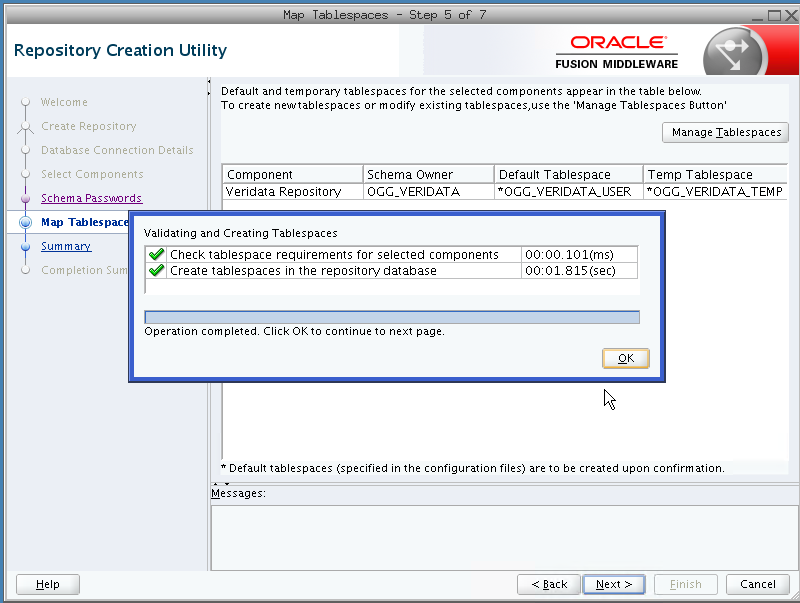 Map Tablespaces - Step 5 of 7
Repository Creation Utility
ORACLE
FUSION MIDDLEWARE
Welcome
Create Repository
Database Connection Details
Select Components
Schema Passwords
Map Tablespace
Summary
Completion Sum
Default and temporary tablespaces for the selected components appear in the table below.
To create new tablespaces or modify existing tablespaces,use the 'Manage Tablespaces Button'
Manage Tablespaces
Component Schema Owner Default Tablespace Temp Tablespace
Veridata Repository OGG_VERIDATA *OGG_VERIDATA_USER *OGG_VERIDATA_TEMP
Validating and Creating Tablespaces
Check tablespace requirements for selected components 00:00.101(ms)
Create tablespaces in the repository database 00:01.815(sec)
Operation completed. Click OK to continue to next page.
OK
* Default tablespaces (specified in the configuration files) are to be created upon confirmation.
Messages:
Help
< Back
Next >
Finish
Cancel